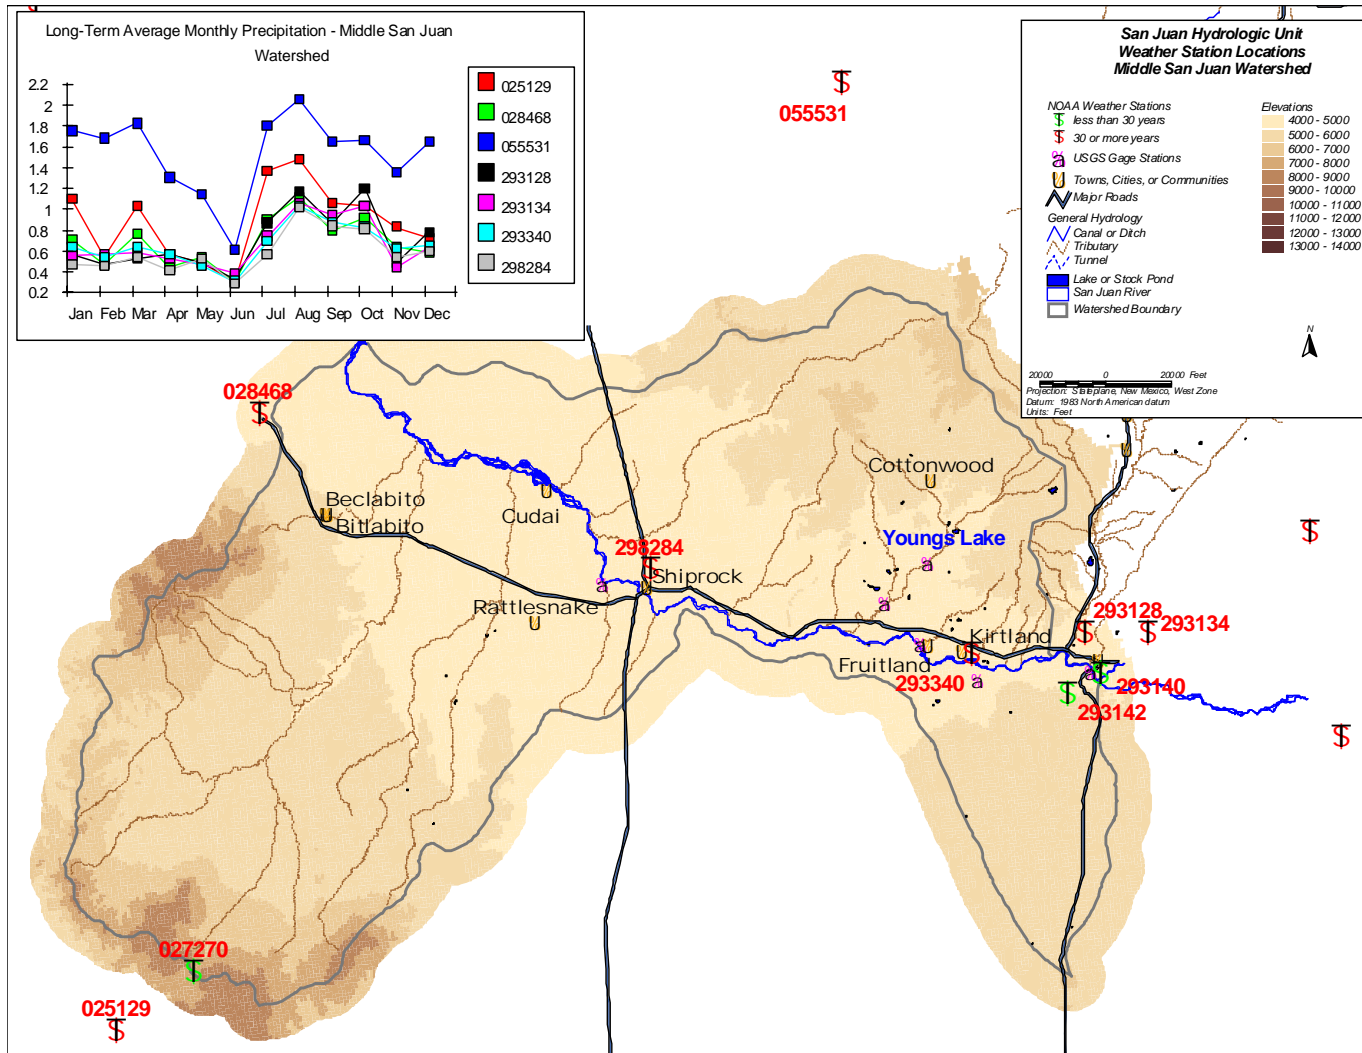 Long-Term Average Monthly Precipitation - Middle San Juan
Watershed
2.2
2
1.8
1.6
1.4
1.2
1
0.8
0.6
0.4
0.2
Jan Feb Mar Apr May Jun Jul Aug Sep Oct Nov Dec
025129
028468
055531
293128
293134
293340
298284
San Juan Hydrologic Unit
Weather Station Locations
Middle San Juan Watershed
NOAA Weather Stations
less than 30 years
30 or more years
USGS Gage Stations
Towns, Cities, or Communities
Major Roads
General Hydrology
Canal or Ditch
Tributary
Tunnel
Lake or Stock Pond
San Juan River
Watershed Boundary
Elevations
4000 - 5000
5000 - 6000
6000 - 7000
7000 - 8000
8000 - 9000
9000 - 10000
10000 - 11000
11000 - 12000
12000 - 13000
13000 - 14000
N
20000 0 20000 Feet
Projection: Stateplane, New Mexico, West Zone
Datum: 1983 North American datum
Units: Feet
055531
028468
Beclabito
Bitlabito
Cudai
Cottonwood
Youngs Lake
298284
Shiprock
Rattlesnake
293128
293134
Kirtland
Fruitland
293340
293140
293142
027270
025129